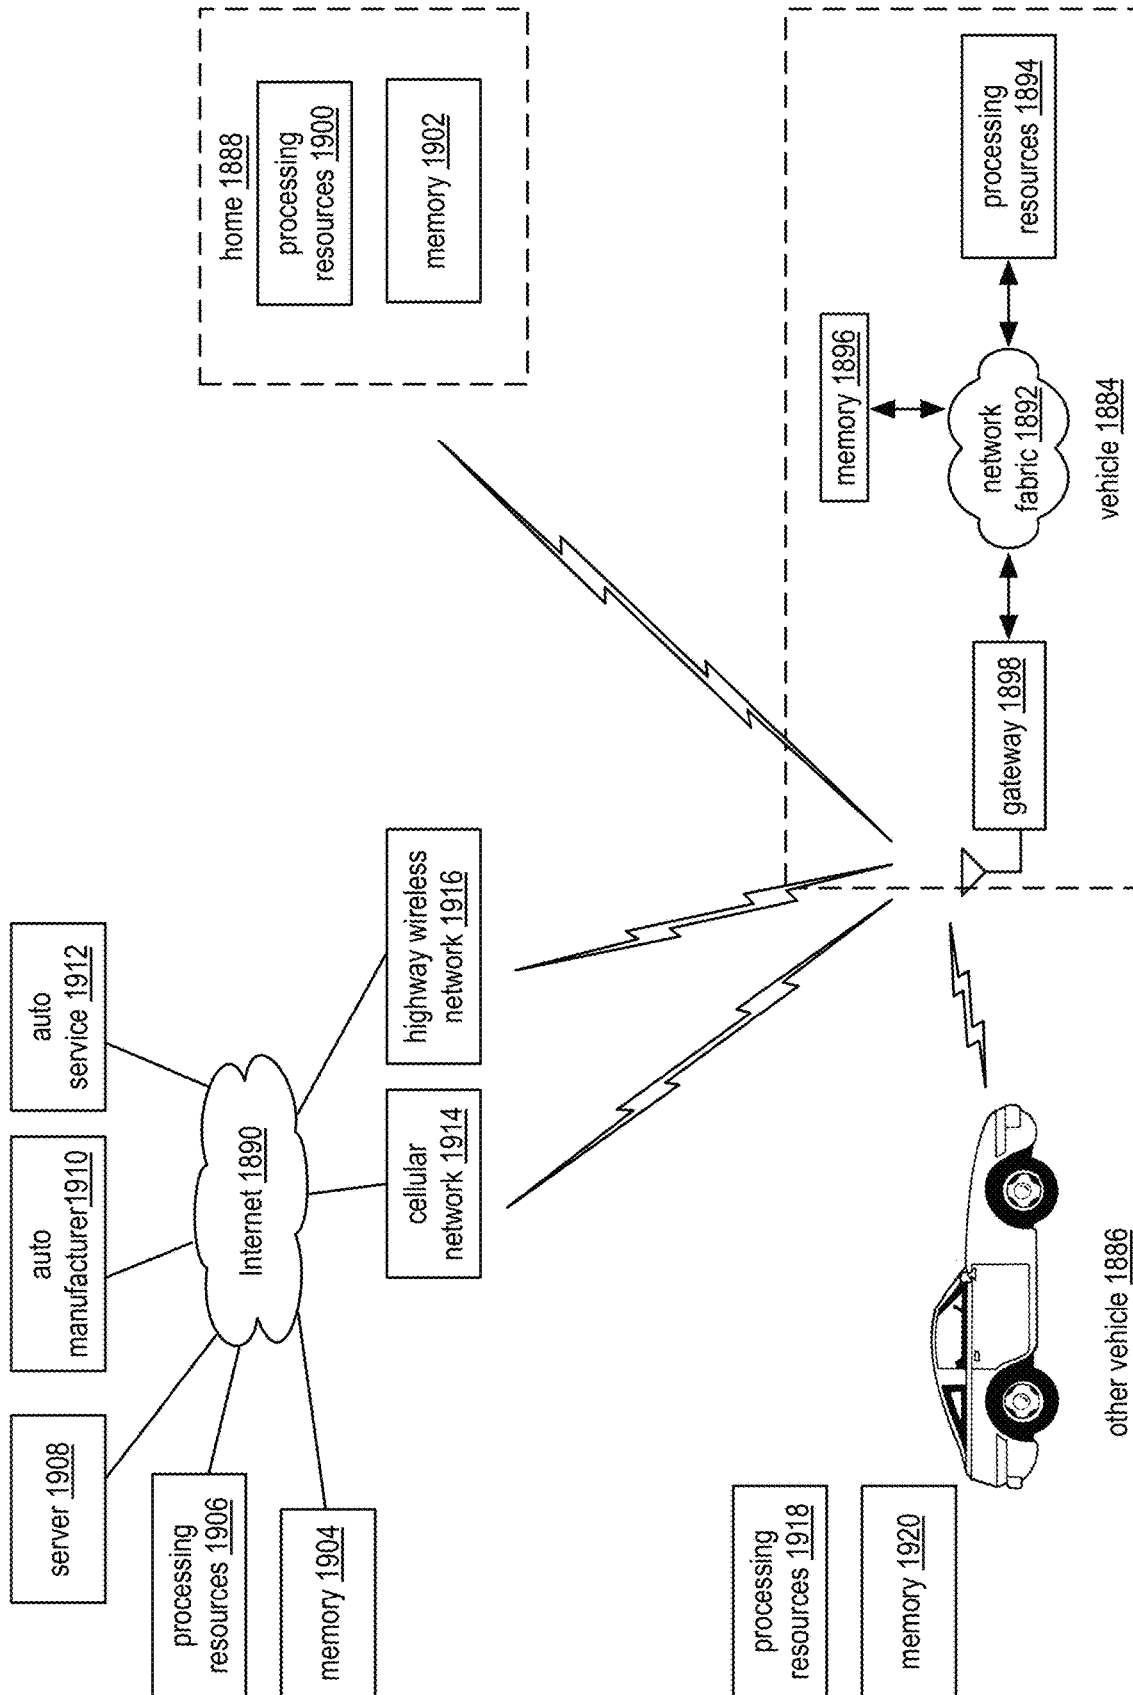 server 1908
auto
manufacturer1910
auto
service 1912
processing
resources 1906
memory 1904
Internet 1890
cellular
network 1914
highway wireless
network 1916
home 1888
processing
resources 1900
memory 1902
processing
resources 1918
memory 1920
other vehicle 1886
gateway 1898
memory 1896
network
fabric 1892
processing
resources 1894
vehicle 1884